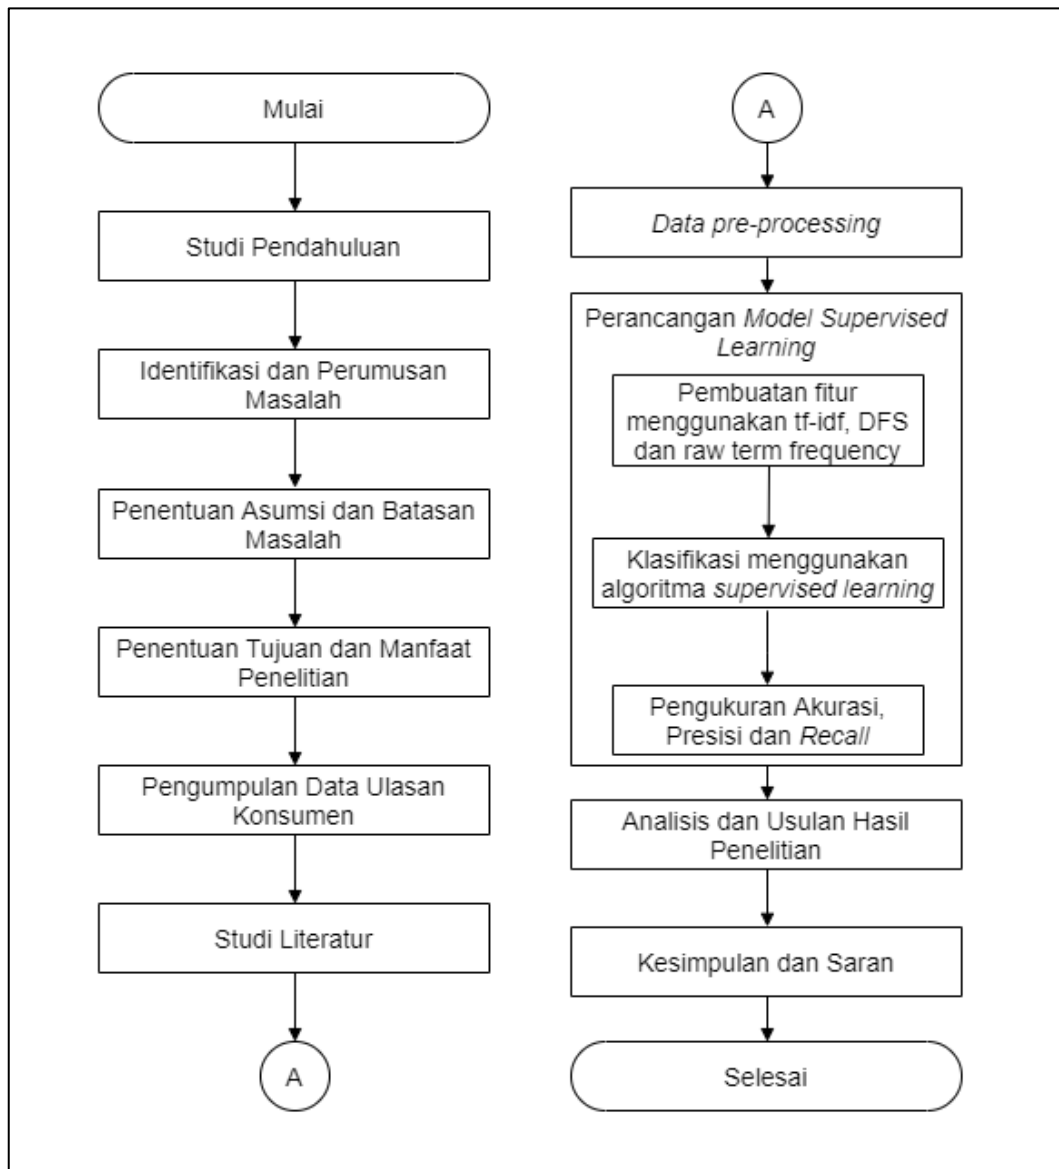 Mulai
Studi Pendahuluan
Identifikasi dan Perumusan
Masalah
Penentuan Asumsi dan Batasan
Masalah
Penentuan Tujuan dan Manfaat
Penelitian
Pengumpulan Data Ulasan
Konsumen
Studi Literatur
A
A
Data pre-processing
Perancangan Model Supervised
Learning
Pembuatan fitur
menggunakan tf-idf, DFS
dan raw term frequency
Klasifikasi menggunakan
algoritma supervised learning
Pengukuran Akurasi,
Presisi dan Recall
Analisis dan Usulan Hasil
Penelitian
Kesimpulan dan Saran
Selesai